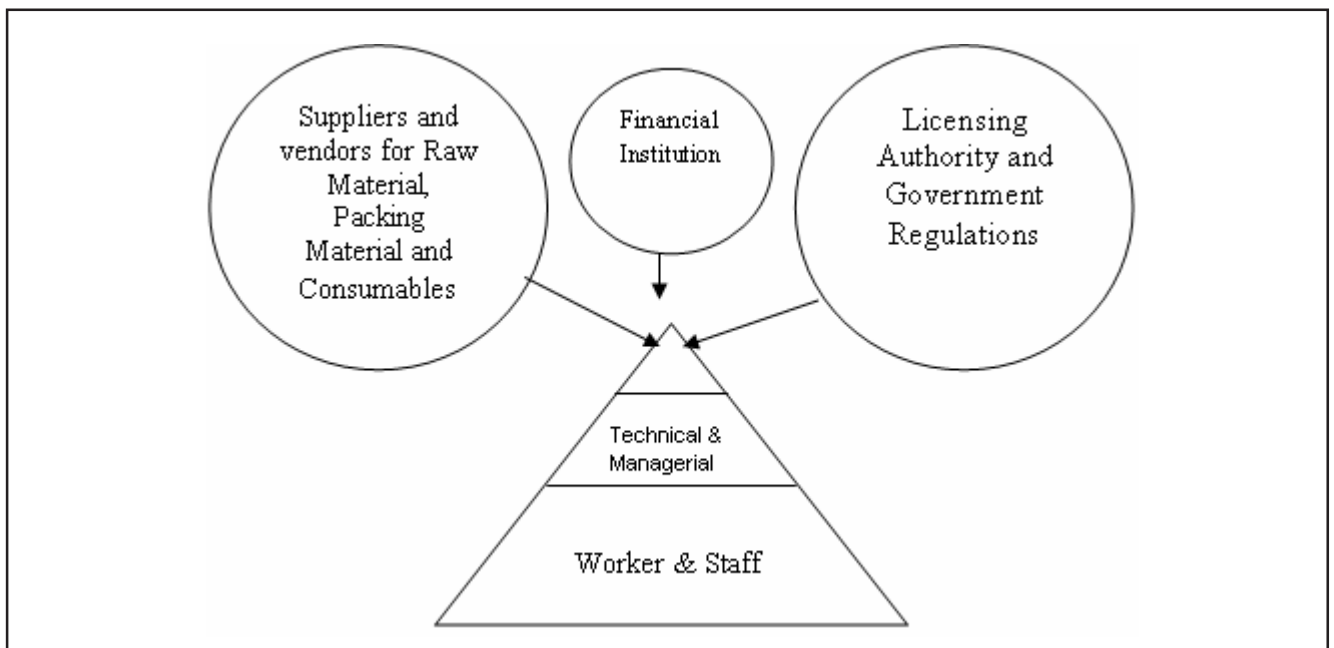 Suppliers and
vendors for Raw
Material,
Packing
Material and
Consumables
Financial
Institution
Licensing
Authority and
Government
Regulations
Technical &
Managerial
Worker & Staff